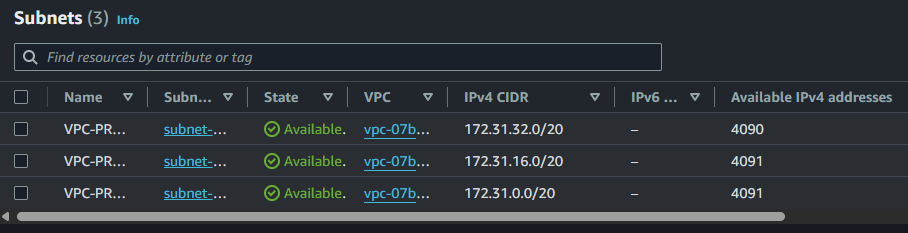 Subnets (3) Info
Find resources by attribute or tag
Name Subn... State VPC IPv4 CIDR IPv6 ... Available IPv4 addresses
VPC-PR... subnet-... Available. vpc-07b... 172.31.32.0/20 – 4090
VPC-PR... subnet-... Available. vpc-07b... 172.31.16.0/20 – 4091
VPC-PR... subnet-... Available. vpc-07b... 172.31.0.0/20 – 4091